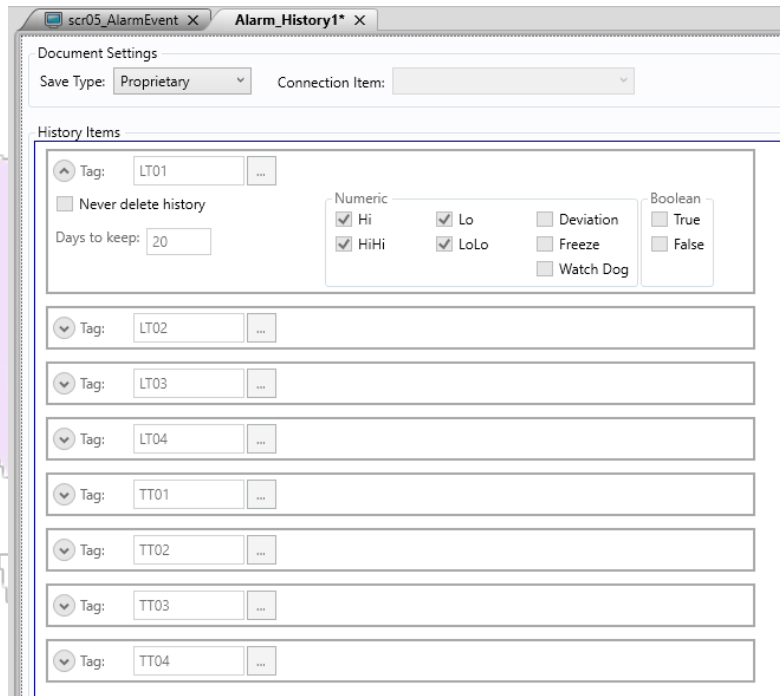 scr05_AlarmEvent X Alarm_History1* X
Document Settings
Save Type: Proprietary Connection Item:
History Items
Tag: LT01 ...
Never delete history
Days to keep: 20
Numeric
Hi Lo Deviation
HiHi LoLo Freeze
Watch Dog
Boolean
True
False
Tag: LT02 ...
Tag: LT03 ...
Tag: LT04 ...
Tag: TT01 ...
Tag: TT02 ...
Tag: TT03 ...
Tag: TT04 ...